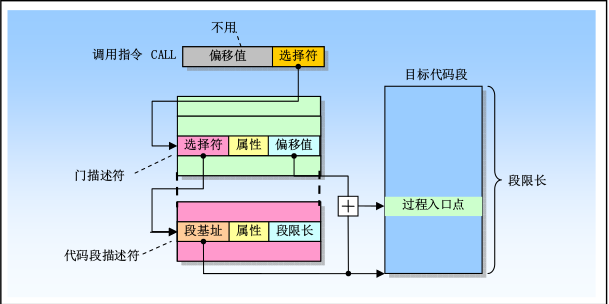 不用
调用指令 CALL 偏移值 选择符
目标代码段
选择符 属性 偏移值
门描述符
段限长
过程入口点
段基址 属性 段限长
代码段描述符